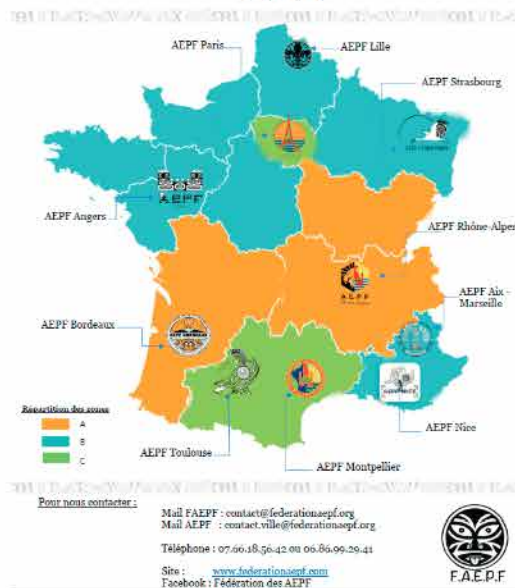 AEPF Paris
AEPF Lille
AEPF Strasbourg
AEPF
AEPF Angers
AEPF Rhône-Alpes
A.E.P.F
AEPF Aix -
Marseille
AEPF Bordeaux
AEPF Nice
Répartition des zones
A
B
C
AEPF Toulouse
AEPF Montpellier
Pour nous contacter :
Mail FAEPF : contact@federationaepf.org
Mail AEPF : contact.ville@federationaepf.org
Téléphone : 07.66.18.56.42 ou 06.86.99.29.41
Site : www.federationaepf.com
Facebook : Fédération des AEPF
F.A.E.P.F